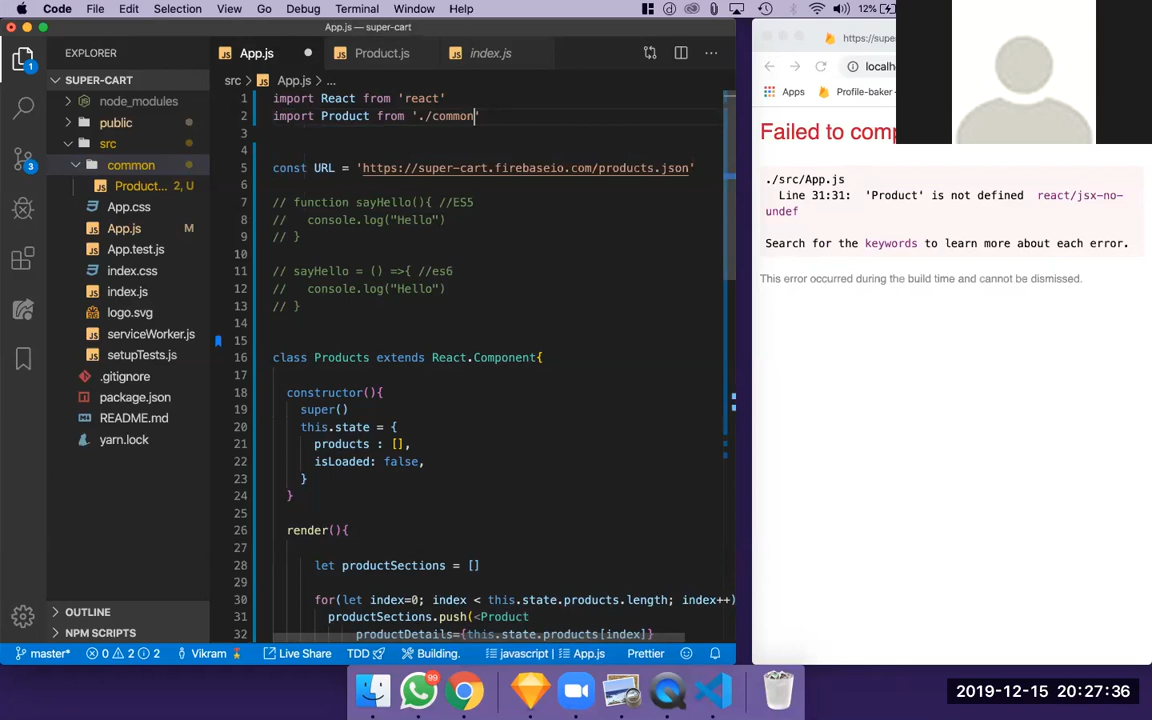 Code File Edit Selection View Go Debug Terminal Window Help 12%
App.js — super-cart
EXPLORER
App.js
Product.js
index.js
SUPER-CART
src > App.js > ...
node_modules
public
src
common
Product... 2, U
App.css
App.js M
App.test.js
index.css
index.js
logo.svg
serviceWorker.js
setupTests.js
.gitignore
package.json
README.md
yarn.lock
OUTLINE
NPM SCRIPTS
1
3
1 import React from 'react'
2 import Product from './common'
3
4
5 const URL = 'https://super-cart.firebaseio.com/products.json'
6
7 // function sayHello(){ //ES5
8 // console.log("Hello")
9 // }
10
11 // sayHello = () =>{ //es6
12 // console.log("Hello")
13 // }
14
15
16 class Products extends React.Component{
17
18 constructor(){
19 super()
20 this.state = {
21 products : [],
22 isLoaded: false,
23 }
24 }
25
26 render(){
27
28 let productSections = []
29
30 for(let index=0; index < this.state.products.length; index++)
31 productSections.push(<Product
32 productDetails={this.state.products[index]}
master* 0 2 2 Vikram Live Share TDD Building. javascript | App.js Prettier
https://supe
localh
Apps Profile-baker
Failed to comp
./src/App.js
Line 31:31: 'Product' is not defined react/jsx-no-
undef
Search for the keywords to learn more about each error.
This error occurred during the build time and cannot be dismissed.
99
2019-12-15 20:27:36